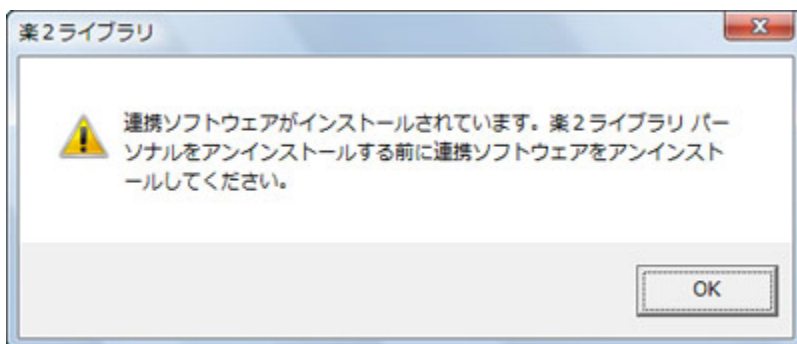 楽2ライブラリ
連携ソフトウェアがインストールされています。楽2ライブラリ パー
ソナルをアンインストールする前に連携ソフトウェアをアンインスト
ールしてください。
OK